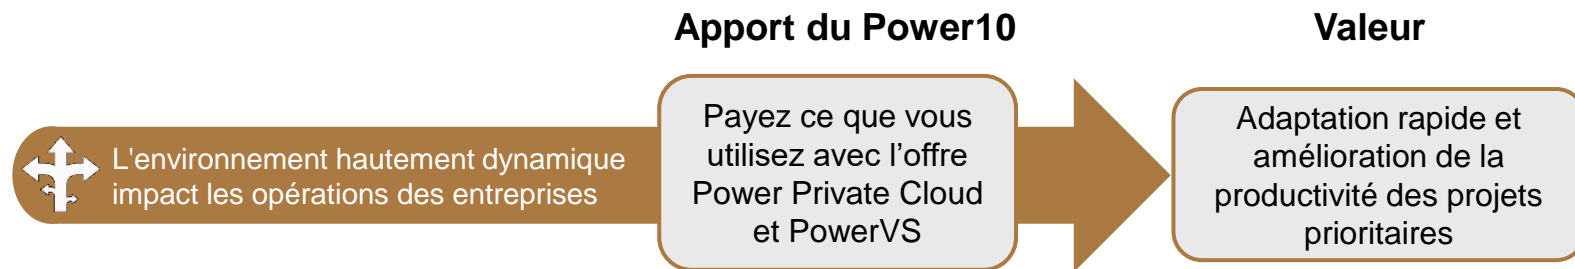 Apport du Power10
Valeur
L'environnement hautement dynamique
impact les opérations des entreprises
Payez ce que vous
utilisez avec l’offre
Power Private Cloud
et PowerVS
Adaptation rapide et
amélioration de la
productivité des projets
prioritaires